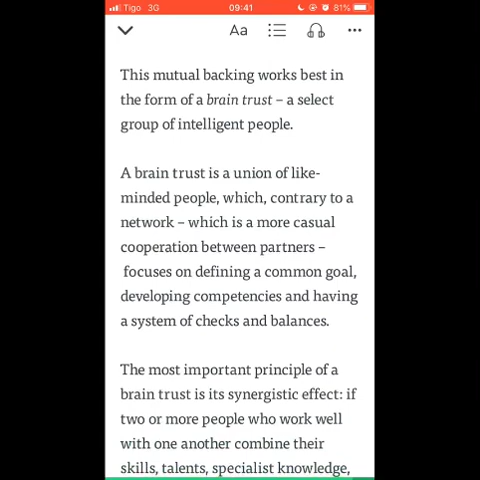 Tigo 3G 09:41 81%
Aa
This mutual backing works best in
the form of a brain trust – a select
group of intelligent people.
A brain trust is a union of like-
minded people, which, contrary to a
network – which is a more casual
cooperation between partners –
focuses on defining a common goal,
developing competencies and having
a system of checks and balances.
The most important principle of a
brain trust is its synergistic effect: if
two or more people who work well
with one another combine their
skills, talents, specialist knowledge,